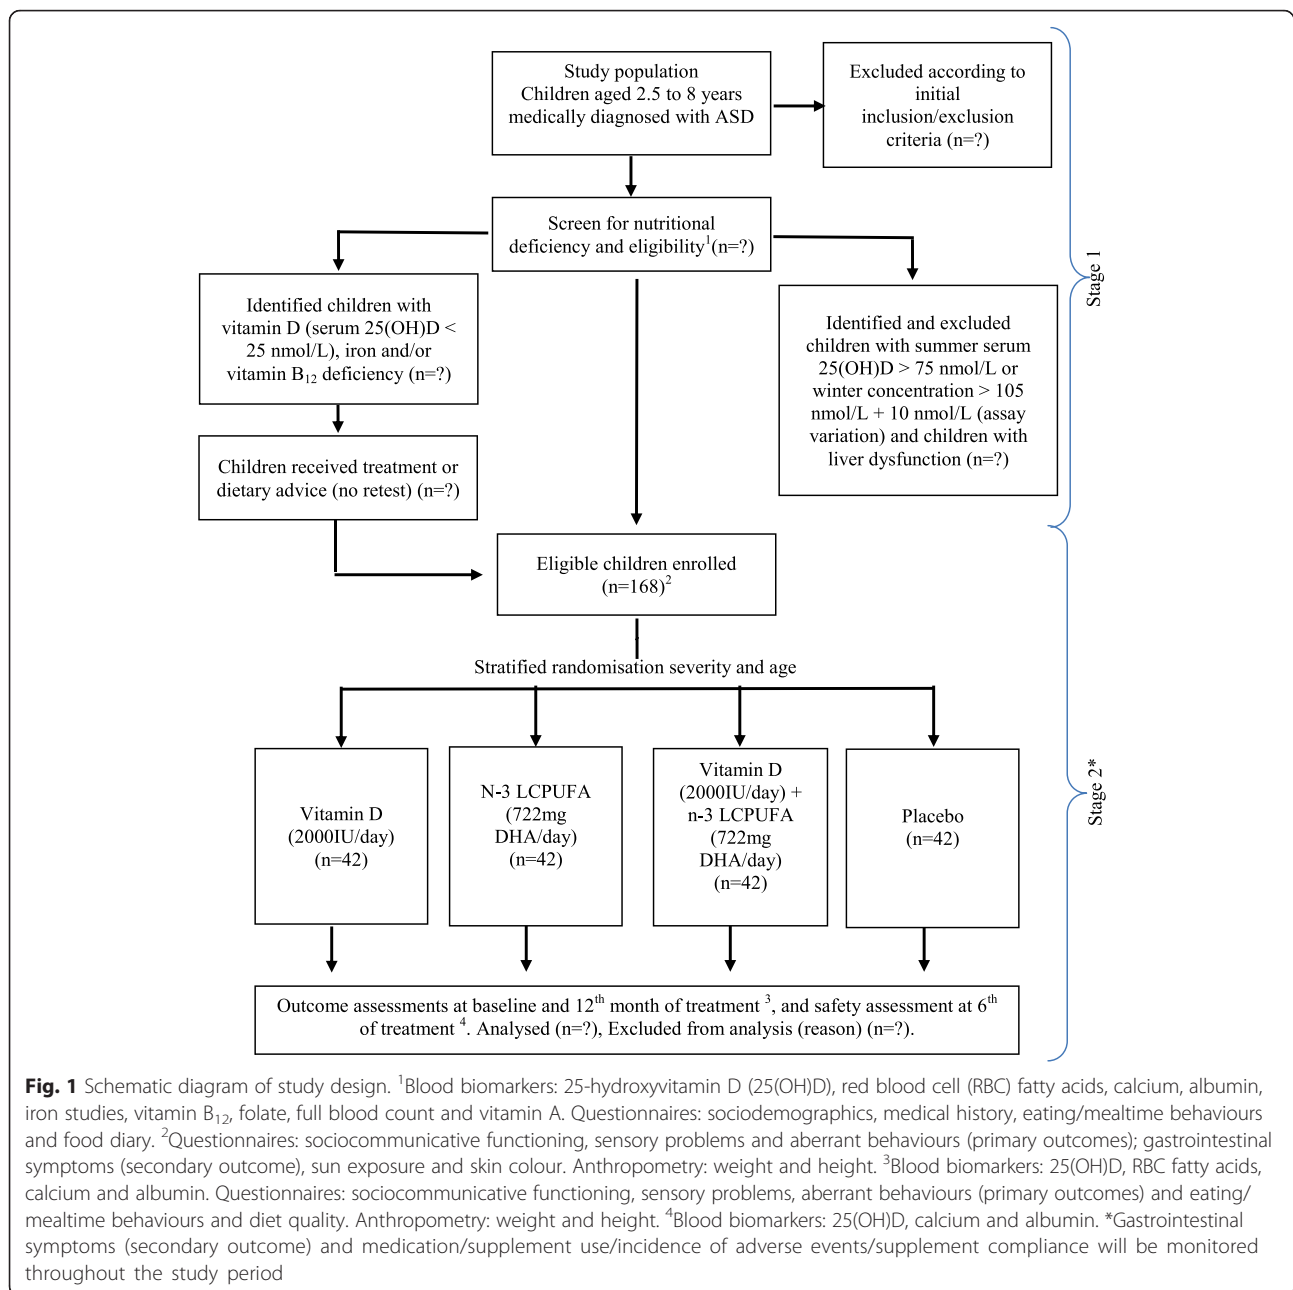 Study population
Children aged 2.5 to 8 years
medically diagnosed with ASD
Excluded according to
initial
inclusion/exclusion
criteria (n=?)
Screen for nutritional
deficiency and eligibility¹(n=?)
Identified children with
vitamin D (serum 25(OH)D <
25 nmol/L), iron and/or
vitamin B₁₂ deficiency (n=?)
Identified and excluded
children with summer serum
25(OH)D > 75 nmol/L or
winter concentration > 105
nmol/L + 10 nmol/L (assay
variation) and children with
liver dysfunction (n=?)
Stage 1
Children received treatment or
dietary advice (no retest) (n=?)
Eligible children enrolled
(n=168)²
Stratified randomisation severity and age
Vitamin D
(2000IU/day)
(n=42)
N-3 LCPUFA
(722mg
DHA/day)
(n=42)
Vitamin D
(2000IU/day) +
n-3 LCPUFA
(722mg
DHA/day)
(n=42)
Placebo
(n=42)
Stage 2*
Outcome assessments at baseline and 12th month of treatment ³, and safety assessment at 6th
of treatment ⁴. Analysed (n=?), Excluded from analysis (reason) (n=?).
Fig. 1 Schematic diagram of study design. ¹Blood biomarkers: 25-hydroxyvitamin D (25(OH)D), red blood cell (RBC) fatty acids, calcium, albumin,
iron studies, vitamin B₁₂, folate, full blood count and vitamin A. Questionnaires: sociodemographics, medical history, eating/mealtime behaviours
and food diary. ²Questionnaires: sociocommunicative functioning, sensory problems and aberrant behaviours (primary outcomes); gastrointestinal
symptoms (secondary outcome), sun exposure and skin colour. Anthropometry: weight and height. ³Blood biomarkers: 25(OH)D, RBC fatty acids,
calcium and albumin. Questionnaires: sociocommunicative functioning, sensory problems, aberrant behaviours (primary outcomes) and eating/
mealtime behaviours and diet quality. Anthropometry: weight and height. ⁴Blood biomarkers: 25(OH)D, calcium and albumin. *Gastrointestinal
symptoms (secondary outcome) and medication/supplement use/incidence of adverse events/supplement compliance will be monitored
throughout the study period